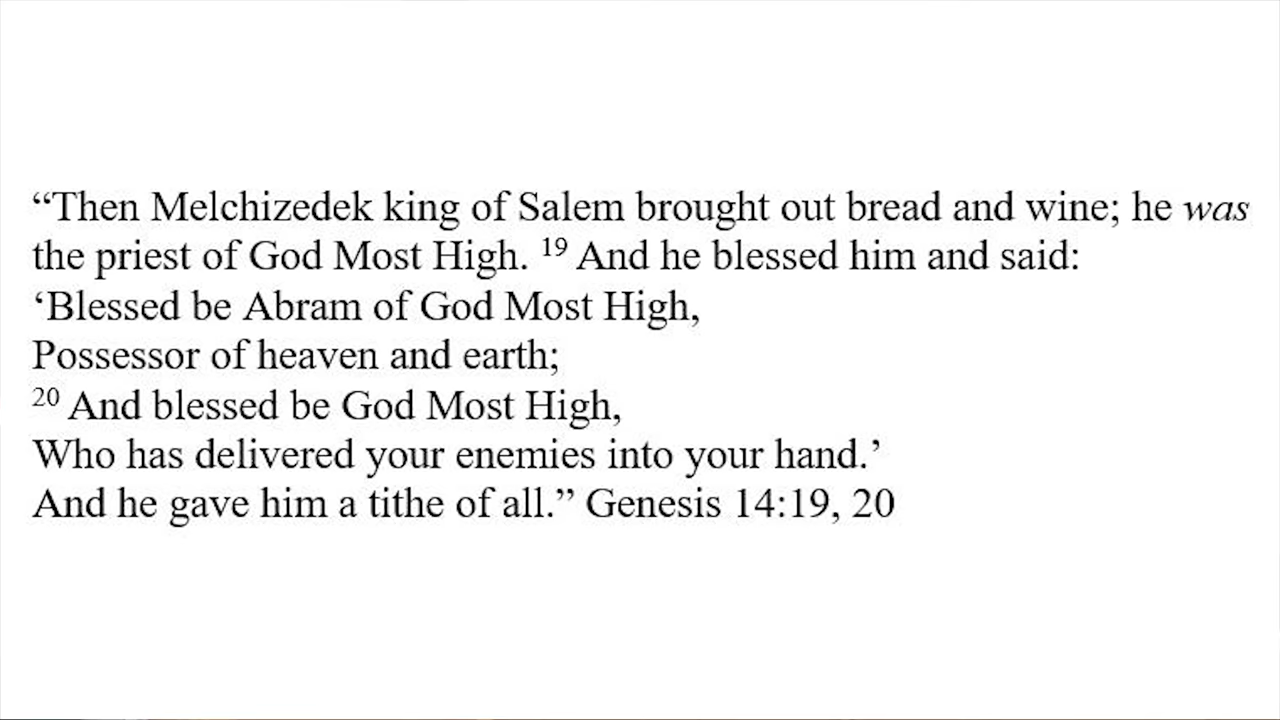 “Then Melchizedek king of Salem brought out bread and wine; he was
the priest of God Most High. 19 And he blessed him and said:
‘Blessed be Abram of God Most High,
Possessor of heaven and earth;
20 And blessed be God Most High,
Who has delivered your enemies into your hand.’
And he gave him a tithe of all.” Genesis 14:19, 20